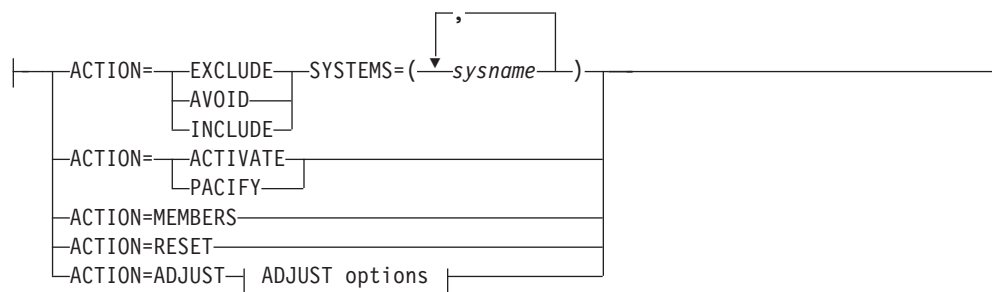 ,
ACTION= EXCLUDE SYSTEMS=( sysname )
AVOID
INCLUDE
ACTION= ACTIVATE
PACIFY
ACTION=MEMBERS
ACTION=RESET
ACTION=ADJUST ADJUST options